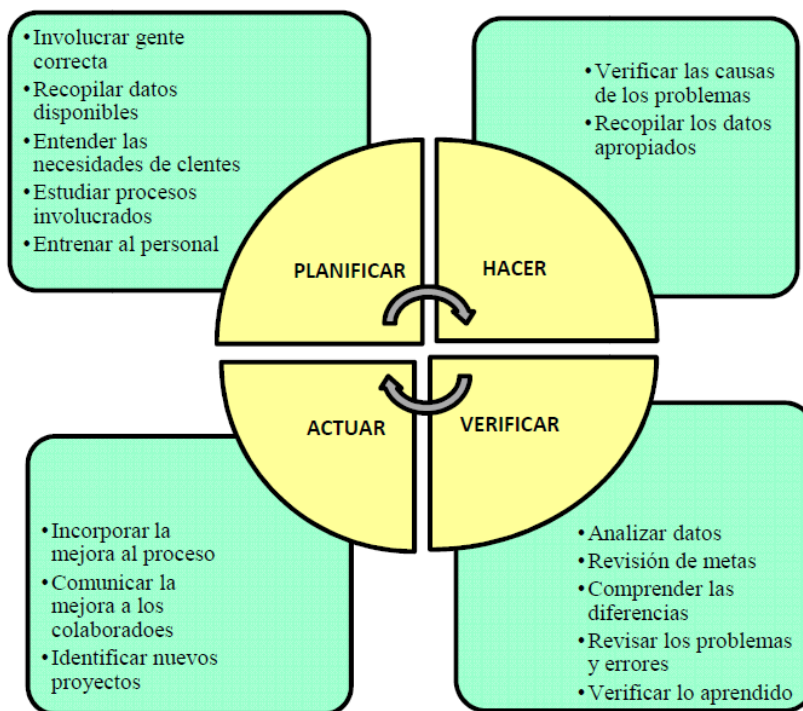 • Involucrar gente
correcta
• Recopilar datos
disponibles
• Entender las
necesidades de clentes
• Estudiar procesos
involucrados
• Entrenar al personal
• Verificar las causas
de los problemas
• Recopilar los datos
apropiados
PLANIFICAR
HACER
ACTUAR
VERIFICAR
• Incorporar la
mejora al proceso
• Comunicar la
mejora a los
colaboradoes
• Identificar nuevos
proyectos
• Analizar datos
• Revisión de metas
• Comprender las
diferencias
• Revisar los problemas
y errores
• Verificar lo aprendido